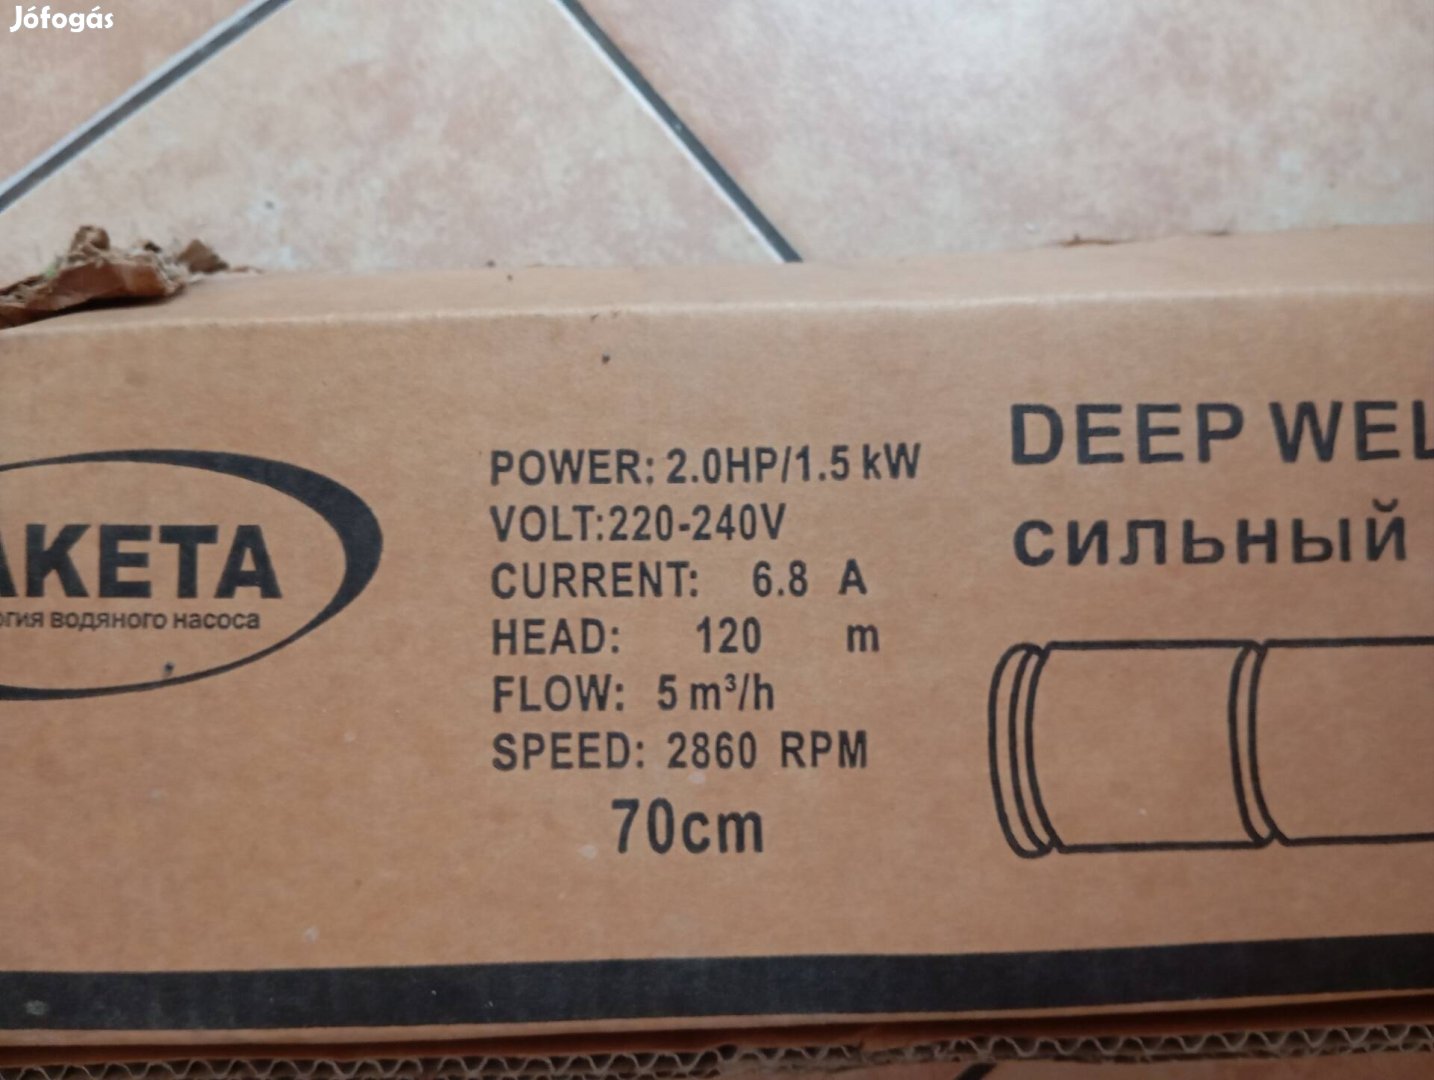 Jófogás
AKETA
огия водяного насоса
POWER: 2.0HP/1.5 kW
VOLT:220-240V
CURRENT: 6.8 A
HEAD: 120 m
FLOW: 5 m³/h
SPEED: 2860 RPM
70cm
DEEP WEL
СИЛЬНЫЙ